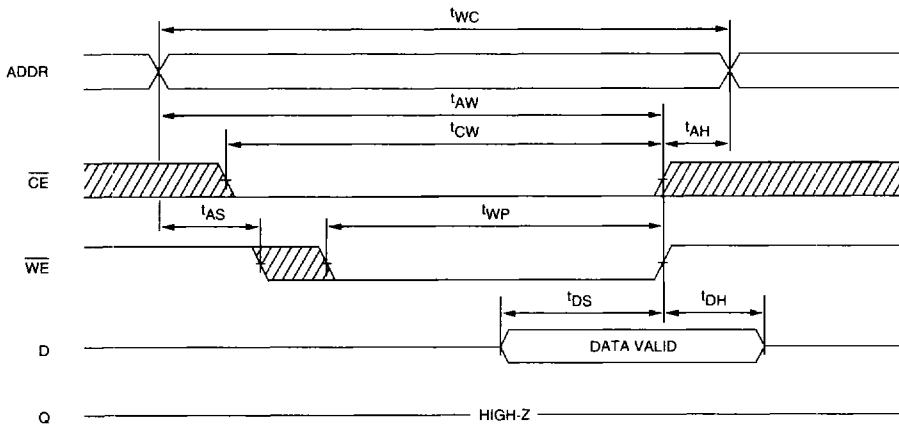 tWC
ADDR
tAW
tCW
tAH
CE
tAS
tWP
WE
tDS
tDH
D
DATA VALID
Q
HIGH-Z